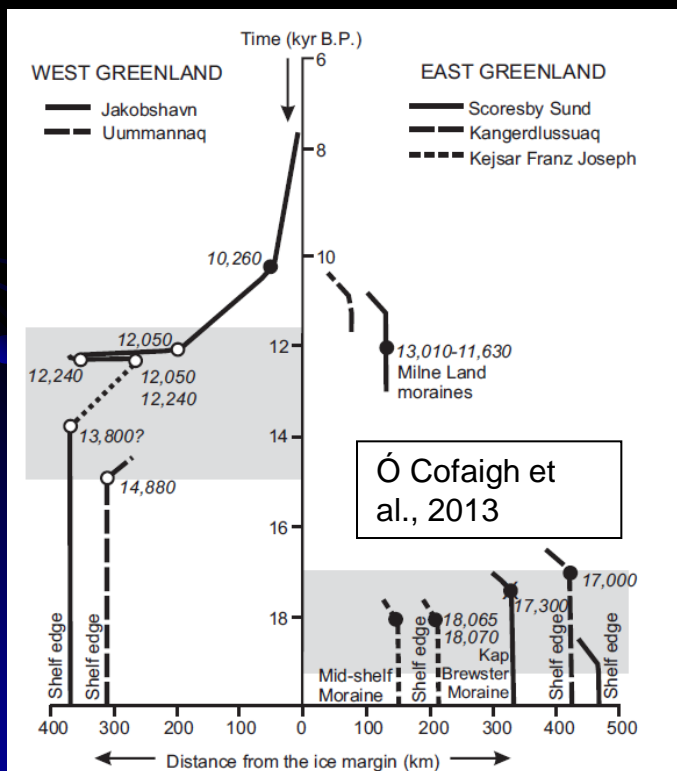 Time (kyr B.P.)
WEST GREENLAND
Jakobshavn
Uummannaq
EAST GREENLAND
Scoresby Sund
Kangerdlussuaq
Kejsar Franz Joseph
6
8
10
12
14
16
18
10,260
12,050
12,240
12,050
12,240
13,800?
14,880
13,010-11,630
Milne Land
moraines
Ó Cofaigh et
al., 2013
17,000
17,300
18,065
18,070
Kap
Brewster
Moraine
Mid-shelf
Moraine
Shelf edge
Shelf edge
Shelf edge
Shelf edge
Shelf edge
400 300 200 100 0 100 200 300 400 500
Distance from the ice margin (km)